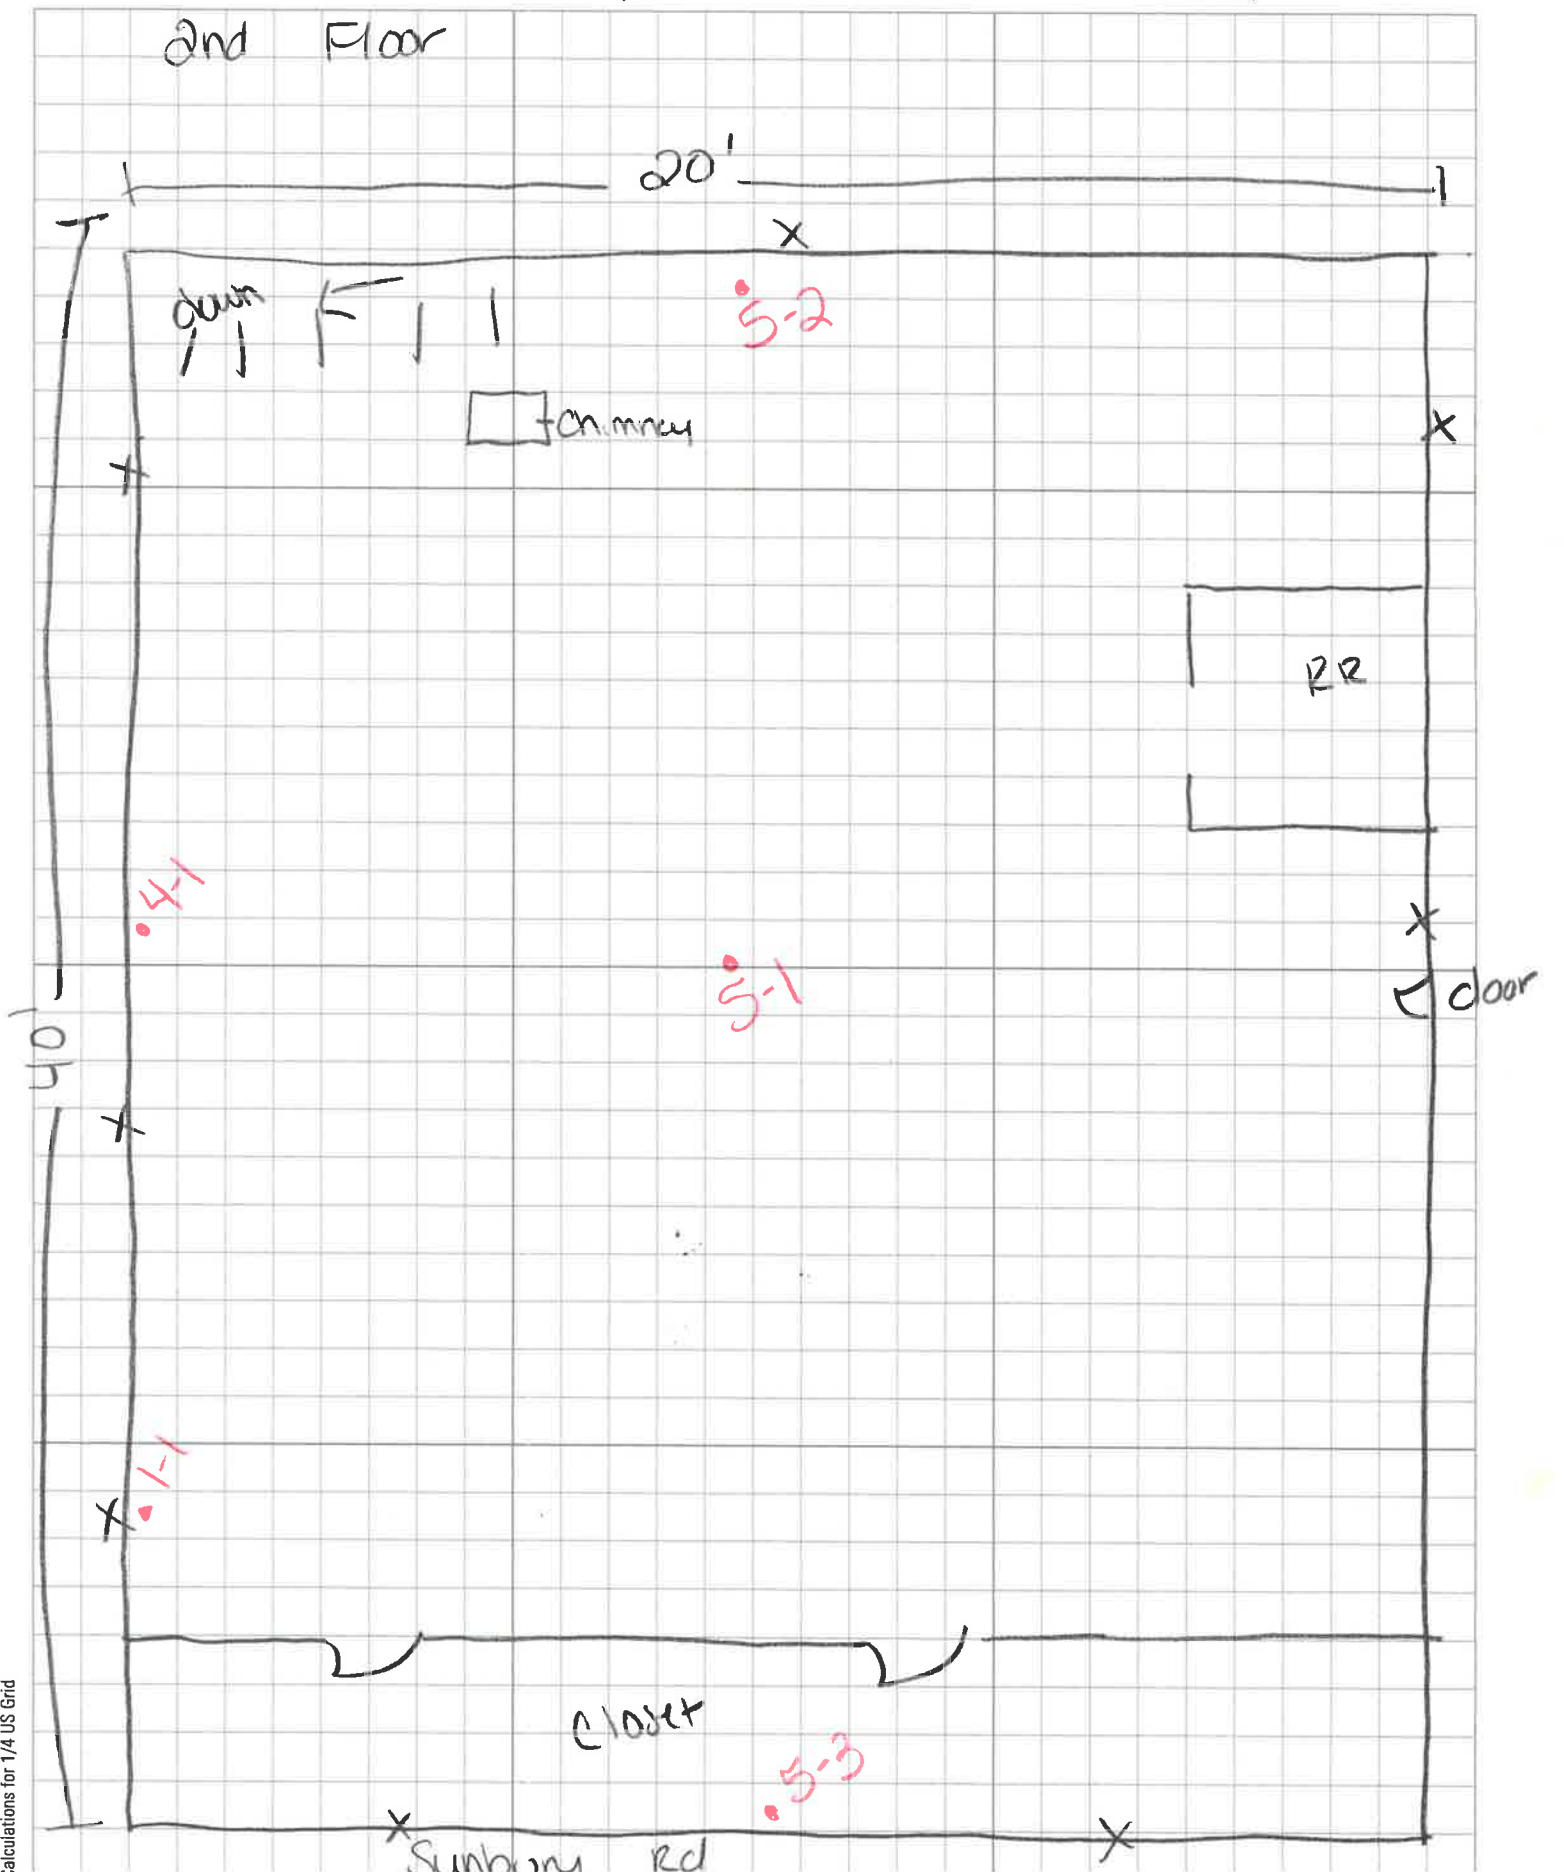 2nd Floor
20'
down
5-2
chimney
RR
4-1
5-1
door
40'
1-1
closet
5-3
Sunbury Rd
Calculations for 1/4 US Grid